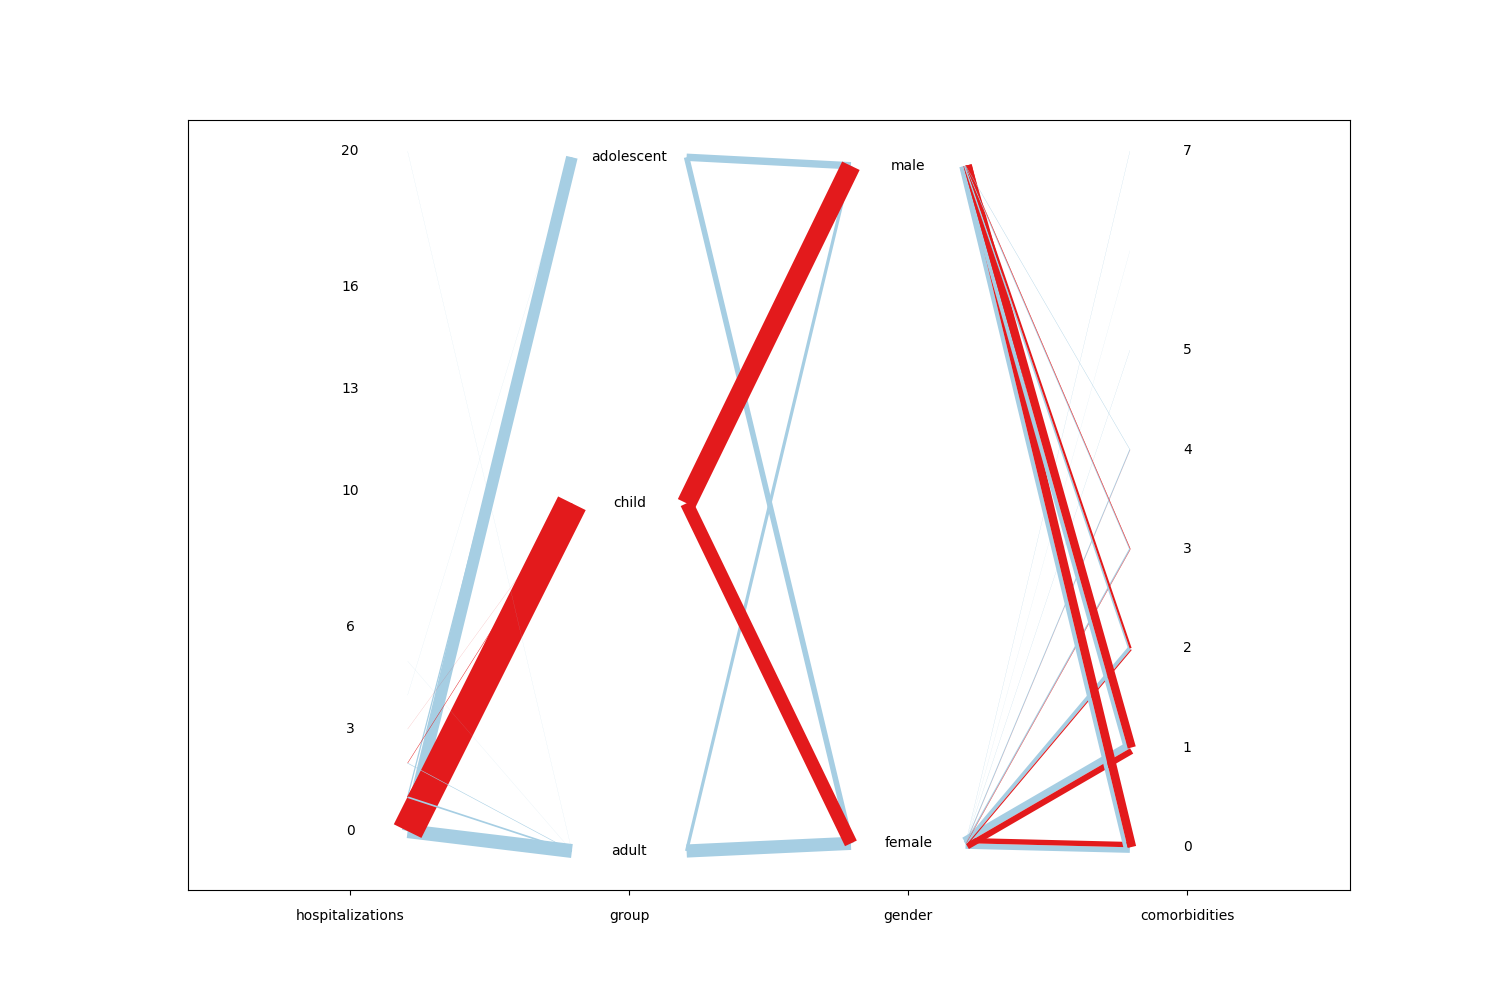 20
16
13
10
6
3
0
adolescent
child
adult
male
female
7
5
4
3
2
1
0
hospitalizations
group
gender
comorbidities